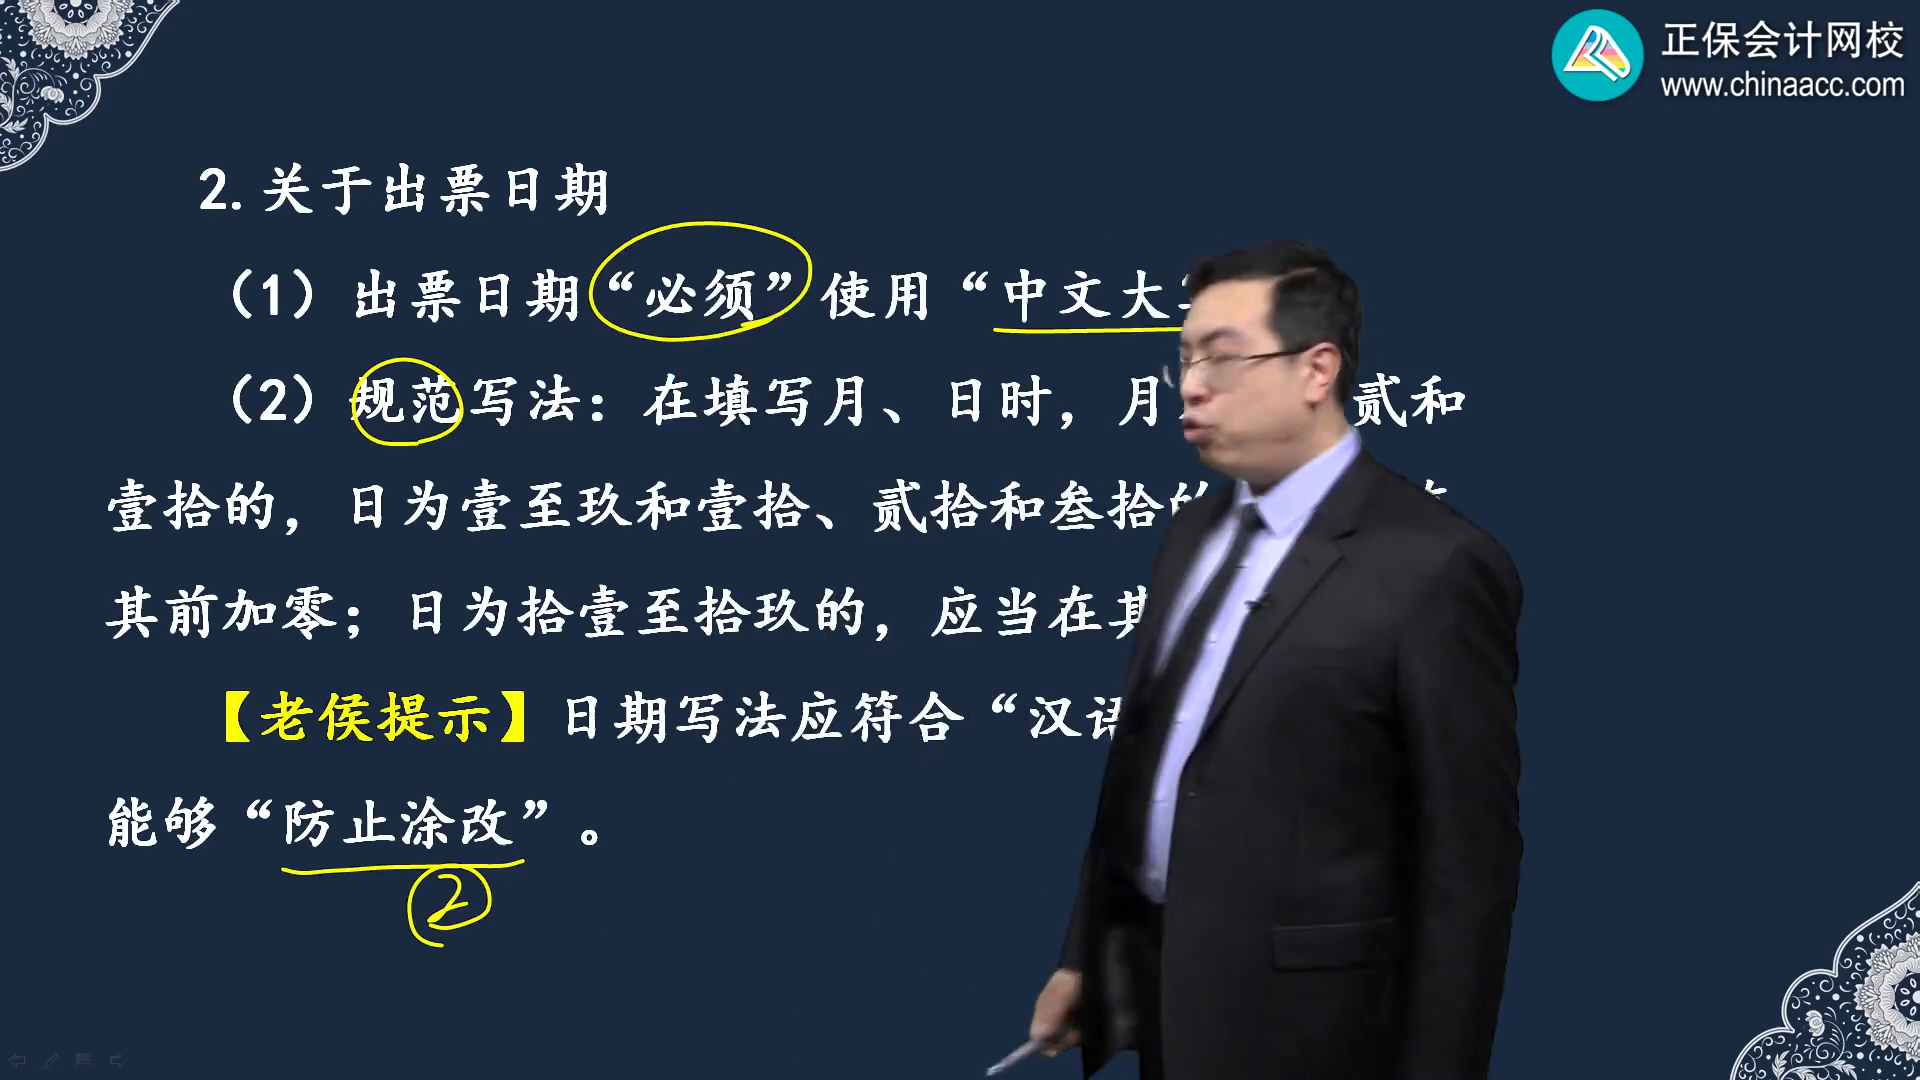 正保会计网校
www.chinaacc.com
2.关于出票日期
（1）出票日期“必须”使用“中文大
（2）规范写法：在填写月、日时，月 贰和
壹拾的，日为壹至玖和壹拾、贰拾和叁拾的
其前加零；日为拾壹至拾玖的，应当在其
【老侯提示】日期写法应符合“汉语
能够“防止涂改”。
2